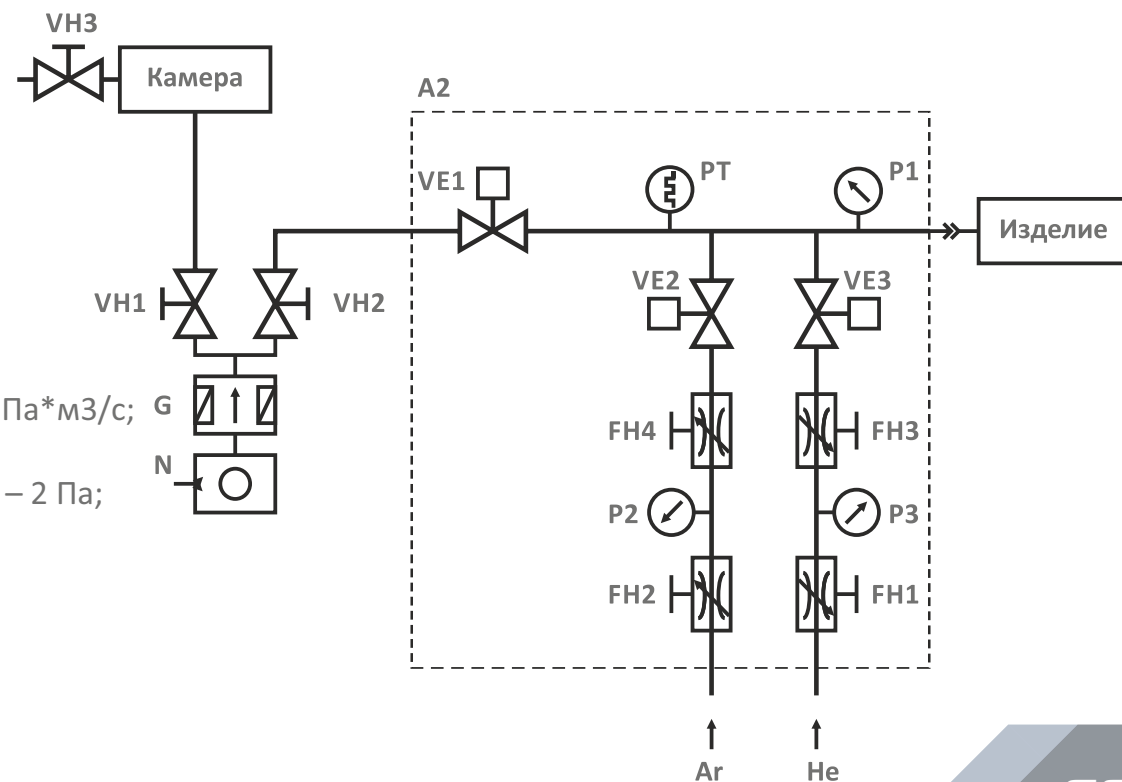 VH3
Камера
A2
VE1
PT
P1
Изделие
VH1
VH2
VE2
VE3
Па*м3/с;
G
FH4
FH3
N
– 2 Па;
P2
P3
FH2
FH1
Ar
He